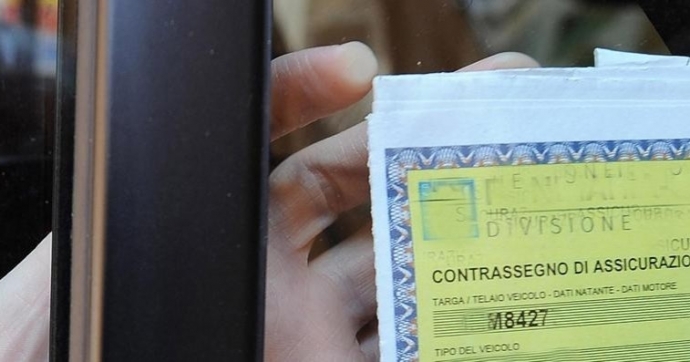 DIVISIONE
CONTRASSEGNO DI ASSICURAZIO
TARGA / TELAIO VEICOLO - DATI NATANTE - DATI MOTORE
M8427
TIPO DEL VEICOLO